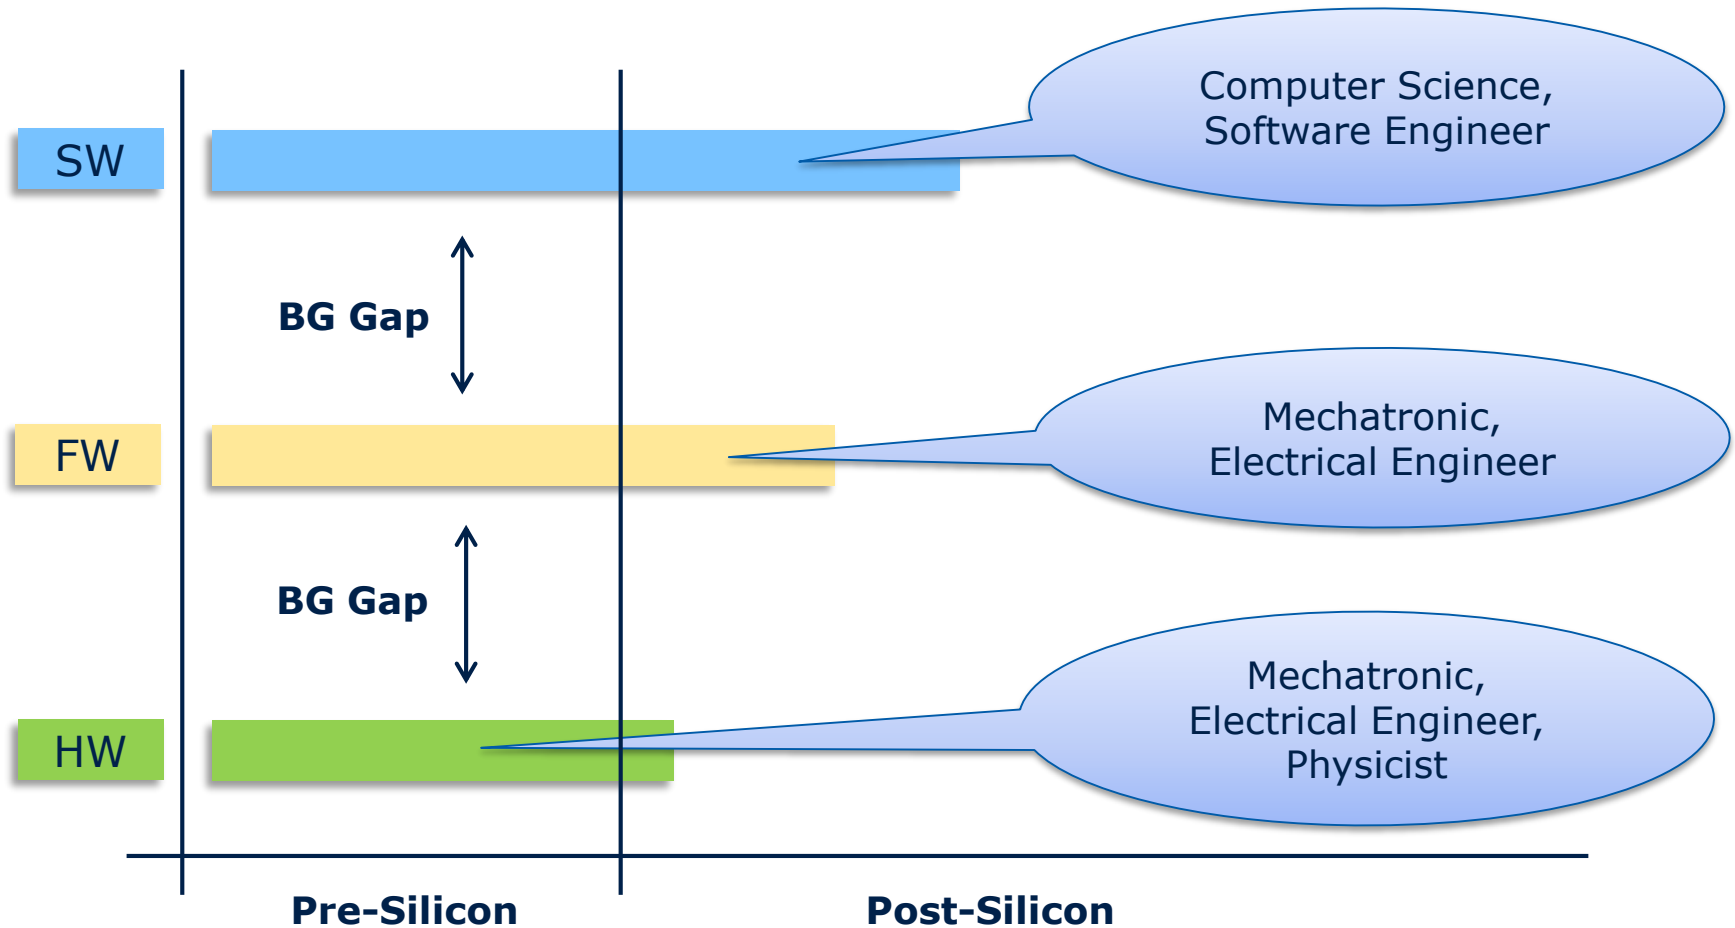 Computer Science,
Software Engineer
SW
BG Gap
Mechatronic,
Electrical Engineer
FW
BG Gap
Mechatronic,
Electrical Engineer,
Physicist
HW
Pre-Silicon
Post-Silicon